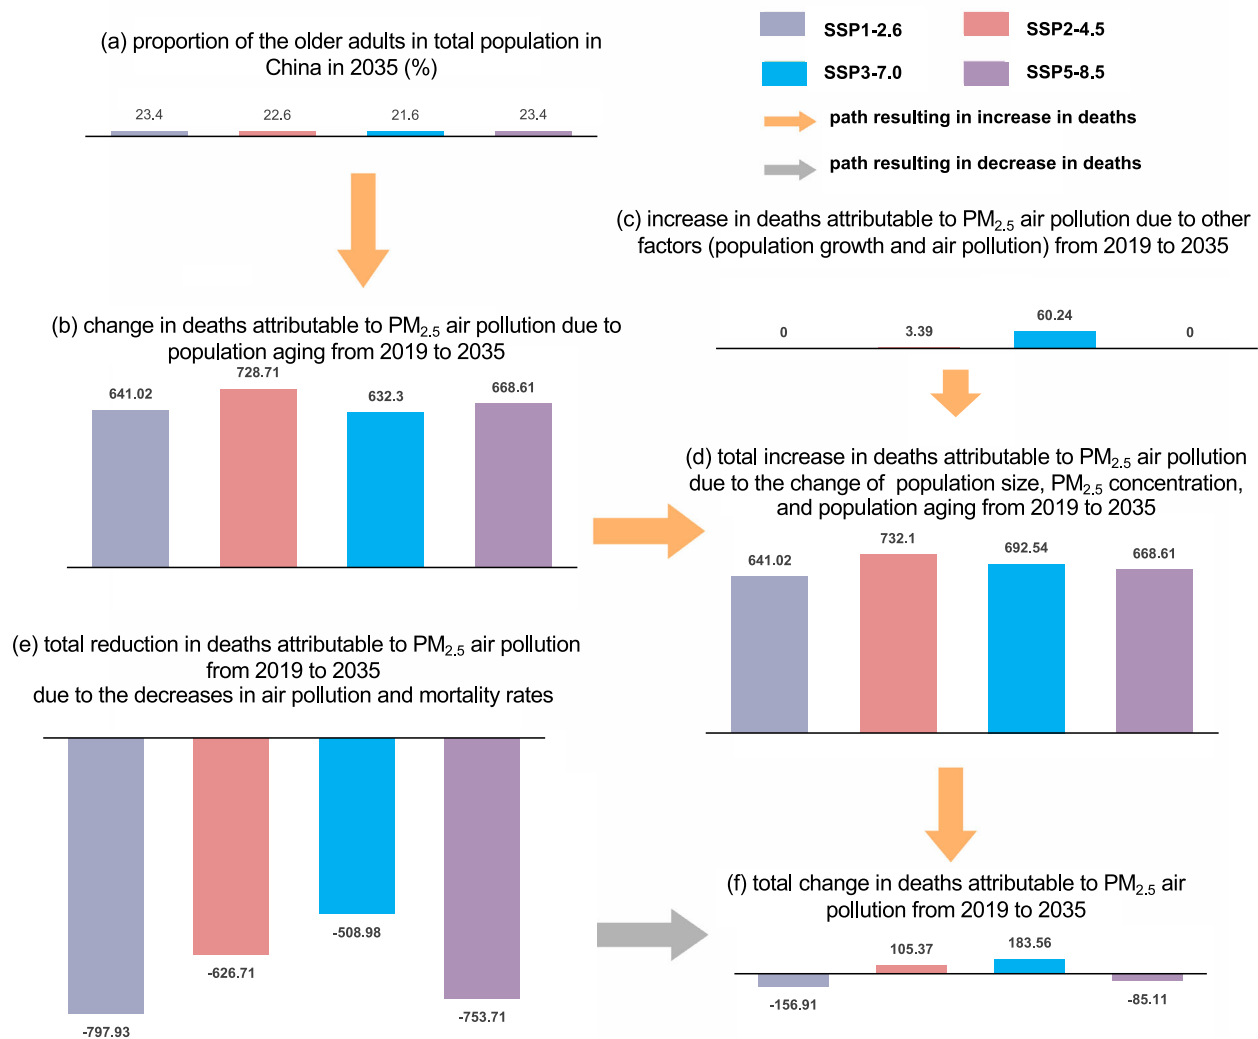 (a) proportion of the older adults in total population in
China in 2035 (%)
23.4
22.6
21.6
23.4
SSP1-2.6
SSP2-4.5
SSP3-7.0
SSP5-8.5
path resulting in increase in deaths
path resulting in decrease in deaths
(c) increase in deaths attributable to PM2.5 air pollution due to other
factors (population growth and air pollution) from 2019 to 2035
0
3.39
60.24
0
(b) change in deaths attributable to PM2.5 air pollution due to
population aging from 2019 to 2035
641.02
728.71
632.3
668.61
(d) total increase in deaths attributable to PM2.5 air pollution
due to the change of population size, PM2.5 concentration,
and population aging from 2019 to 2035
641.02
732.1
692.54
668.61
(e) total reduction in deaths attributable to PM2.5 air pollution
from 2019 to 2035
due to the decreases in air pollution and mortality rates
-797.93
-626.71
-508.98
-753.71
(f) total change in deaths attributable to PM2.5 air
pollution from 2019 to 2035
-156.91
105.37
183.56
-85.11